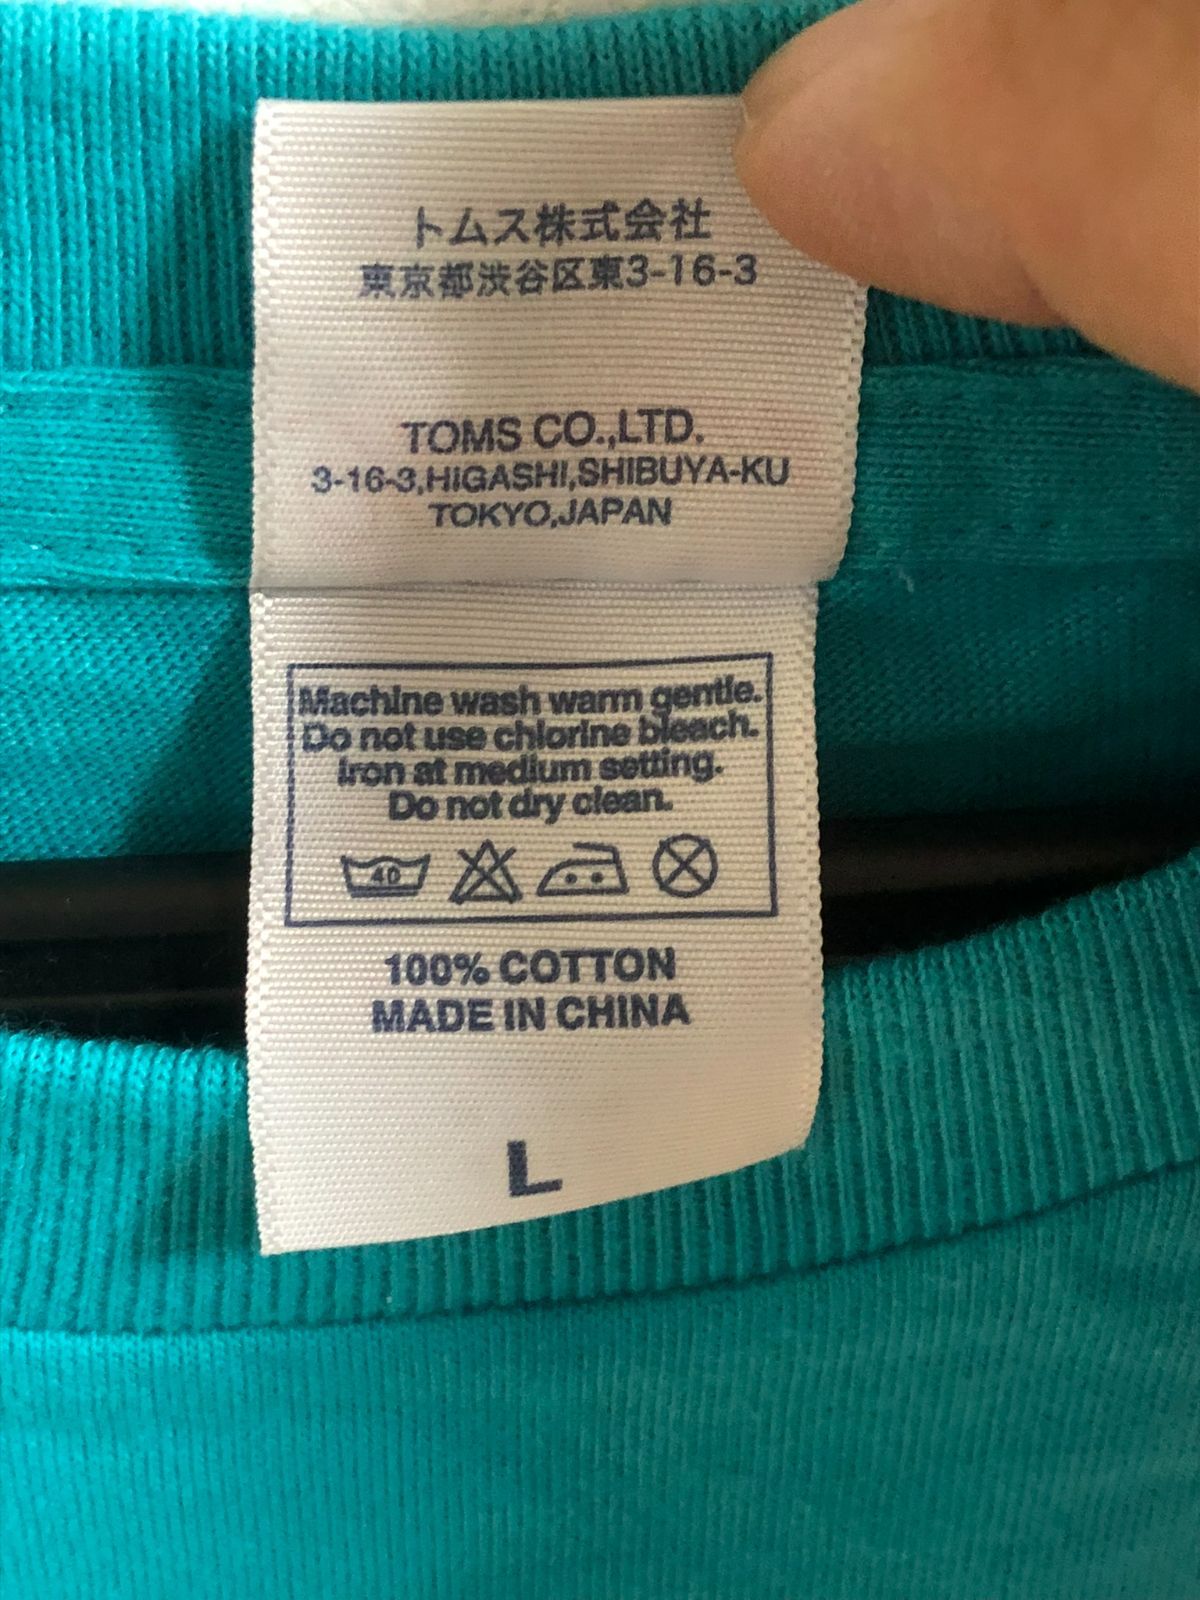 トムス株式会社
東京都渋谷区東3-16-3
TOMS CO.,LTD.
3-16-3,HIGASHI,SHIBUYA-KU
TOKYO,JAPAN
Machine wash warm gentle.
Do not use chlorine bleach.
Iron at medium setting.
Do not dry clean.
40
100% COTTON
MADE IN CHINA
L